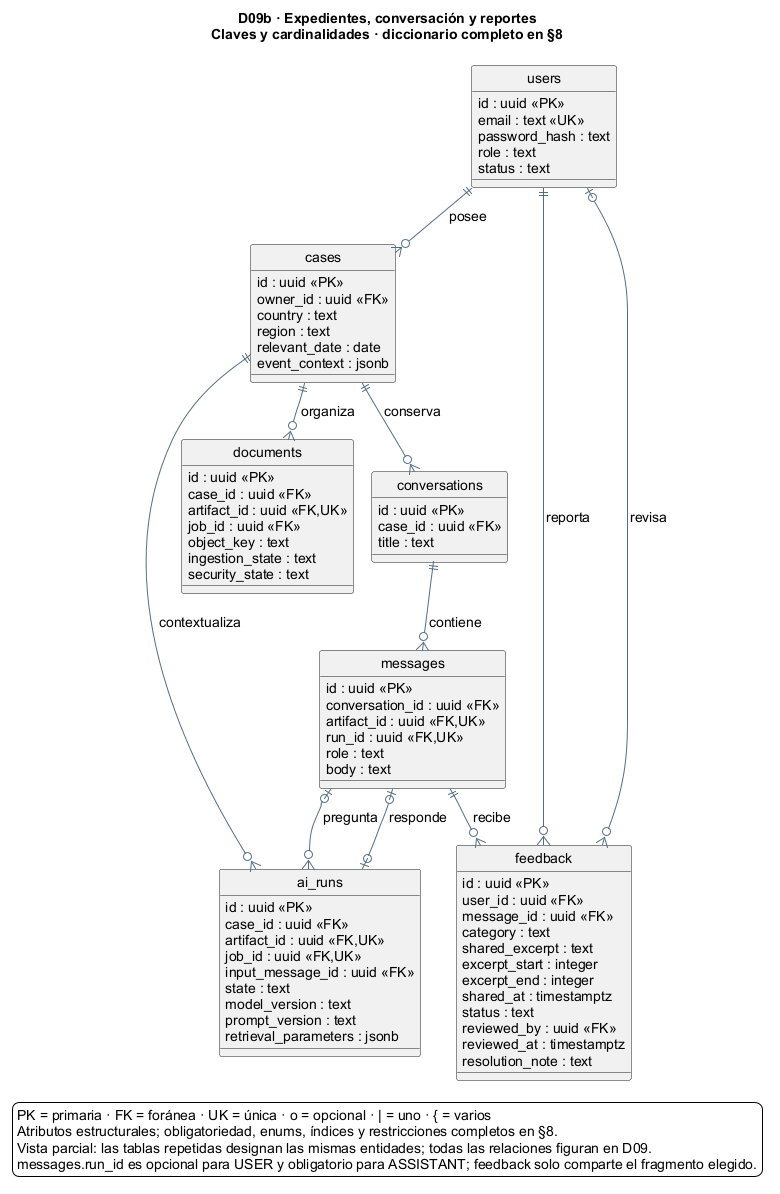 D09b · Expedientes, conversación y reportes
Claves y cardinalidades · diccionario completo en §8
users
id : uuid «PK»
email : text «UK»
password_hash : text
role : text
status : text
posee
cases
id : uuid «PK»
owner_id : uuid «FK»
country : text
region : text
relevant_date : date
event_context : jsonb
organiza
conserva
documents
id : uuid «PK»
case_id : uuid «FK»
artifact_id : uuid «FK,UK»
job_id : uuid «FK»
object_key : text
ingestion_state : text
security_state : text
conversations
id : uuid «PK»
case_id : uuid «FK»
title : text
reporta
revisa
contextualiza
contiene
messages
id : uuid «PK»
conversation_id : uuid «FK»
artifact_id : uuid «FK,UK»
run_id : uuid «FK,UK»
role : text
body : text
pregunta
responde
recibe
ai_runs
id : uuid «PK»
case_id : uuid «FK»
artifact_id : uuid «FK,UK»
job_id : uuid «FK,UK»
input_message_id : uuid «FK»
state : text
model_version : text
prompt_version : text
retrieval_parameters : jsonb
feedback
id : uuid «PK»
user_id : uuid «FK»
message_id : uuid «FK»
category : text
shared_excerpt : text
excerpt_start : integer
excerpt_end : integer
shared_at : timestamptz
status : text
reviewed_by : uuid «FK»
reviewed_at : timestamptz
resolution_note : text
PK = primaria · FK = foránea · UK = única · o = opcional · | = uno · { = varios
Atributos estructurales; obligatoriedad, enums, índices y restricciones completos en §8.
Vista parcial: las tablas repetidas designan las mismas entidades; todas las relaciones figuran en D09.
messages.run_id es opcional para USER y obligatorio para ASSISTANT; feedback solo comparte el fragmento elegido.